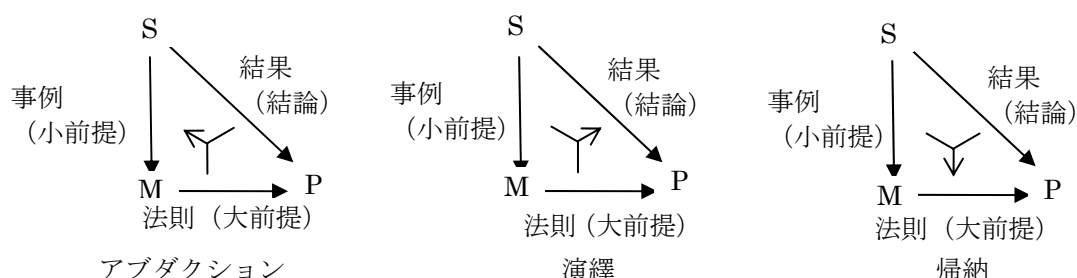 S
事例
（小前提）
結果
（結論）
M
P
法則（大前提）
アブダクション
S
事例
（小前提）
結果
（結論）
M
P
法則（大前提）
演繹
S
事例
（小前提）
結果
（結論）
M
P
法則（大前提）
帰納